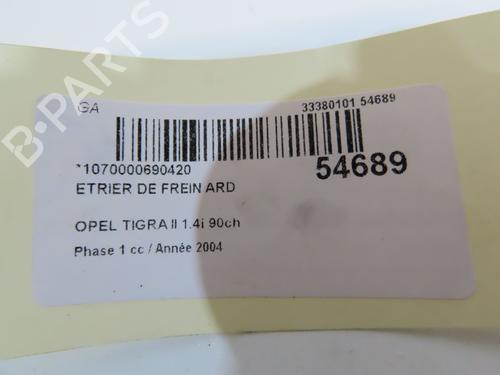 B-PARTS
GA
33380101 54689
*1070000690420
54689
ETRIER DE FREIN ARD
OPEL TIGRA II 1.4i 90ch
Phase 1 cc / Année 2004